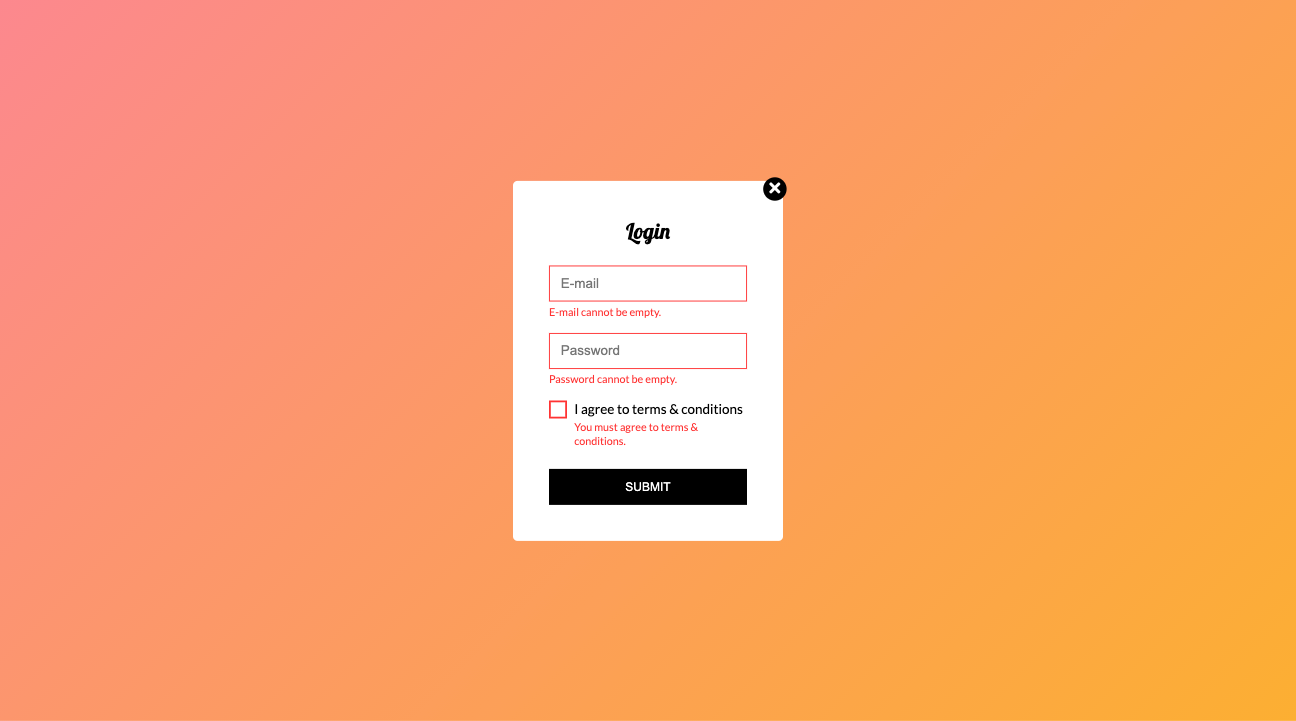 Login
E-mail
E-mail cannot be empty.
Password
Password cannot be empty.
I agree to terms & conditions
You must agree to terms &
conditions.
SUBMIT